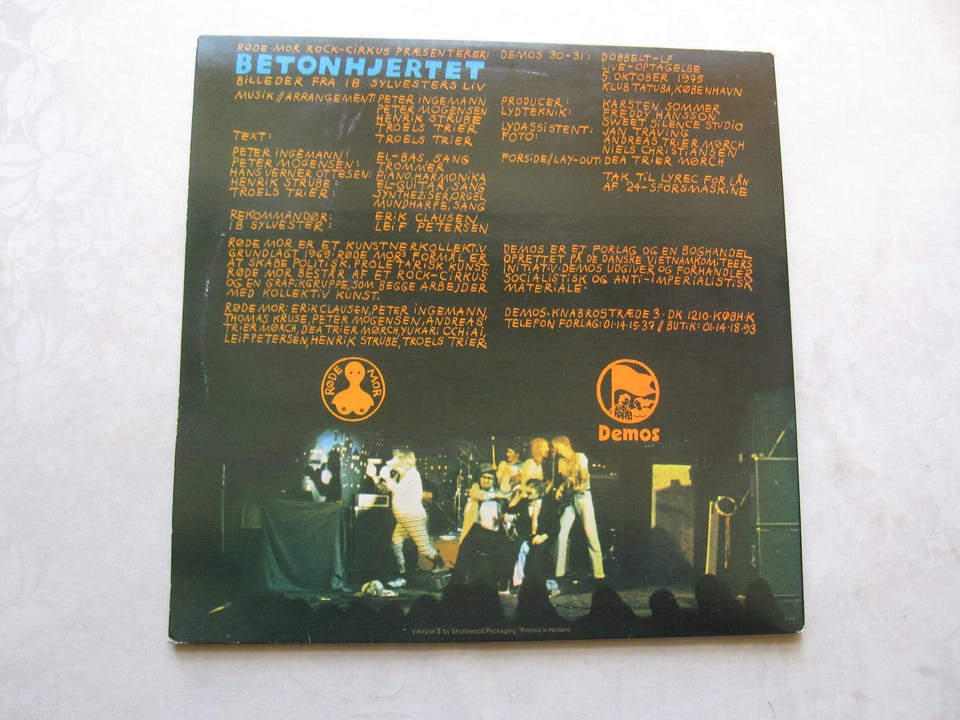 RØDE MOR ROCK-CIRKUS PRÆSENTERER:
BETONHJERTET
BILLEDER FRA IB SYLVESTERS LIV
MUSIK//ARRANGEMENT: PETER INGEMANN
PETER MOGENSEN
HENRIK STRUBE
TROELS TRIER
TEXT: TROELS TRIER
PETER INGEMANN: EL-BAS, SANG
PETER MOGENSEN: TROMMER
HANS VERNER OTTESEN: PIANO, HARMONIKA
HENRIK STRUBE: EL-GUITAR, SANG
TROELS TRIER: SYNTHEZISER, ORGEL
MUNDHARPE, SANG
REKOMMANDØR: ERIK CLAUSEN
IB SYLVESTER: LEIF PETERSEN
RØDE MOR ER ET KUNSTNERKOLLEKTIV
GRUNDLAGT 1969. RØDE MORS FORMÅL ER
AT SKABE POLITISK, PROLETARISK KUNST
RØDE MOR BESTÅR AF ET ROCK-CIRKUS
OG EN GRAFIKGRUPPE, SOM BEGGE ARBEJDER
MED KOLLEKTIV KUNST.
RØDE MOR: ERIK CLAUSEN, PETER INGEMANN,
THOMAS KRUSE, PETER MOGENSEN, ANDREAS
TRIER MØRCH, DEA TRIER MØRCH, YUKARI OCHIAI,
LEIF PETERSEN, HENRIK STRUBE, TROELS TRIER
DEMOS 30-31: DOBBELT-LP
LIVE-OPTAGELSE
5 OKTOBER 1975
KLUB TATUBA, KØBENHAVN
PRODUCER: KARSTEN SOMMER
LYDTEKNIK: FREDDY HANSSON
SWEET SILENCE STUDIO
LYDASSISTENT: JAN TRAVING
FOTO: ANDREAS TRIER MØRCH
NIELS CHRISTIANSEN
FORSIDE/LAY-OUT: DEA TRIER MØRCH
TAK TIL LYREC FOR LÅN
AF 24-SPORSMASKINE
DEMOS ER ET FORLAG OG EN BOGHANDEL
OPRETTET PÅ DE DANSKE VIETNAMKOMITEERS
INITIATIV. DEMOS UDGIVER OG FORHANDLER
SOCIALISTISK OG ANTI-IMPERIALISTISK
MATERIALE.
DEMOS. KNABROSTRÆDE 3. DK 1210. KØBH.K
TELEFON FORLAG: 01-14-15-37 // BUTIK: 01-14-18-93
RØDE MOR
Demos
Interpak II by Shorewood Packaging / Printed in Holland